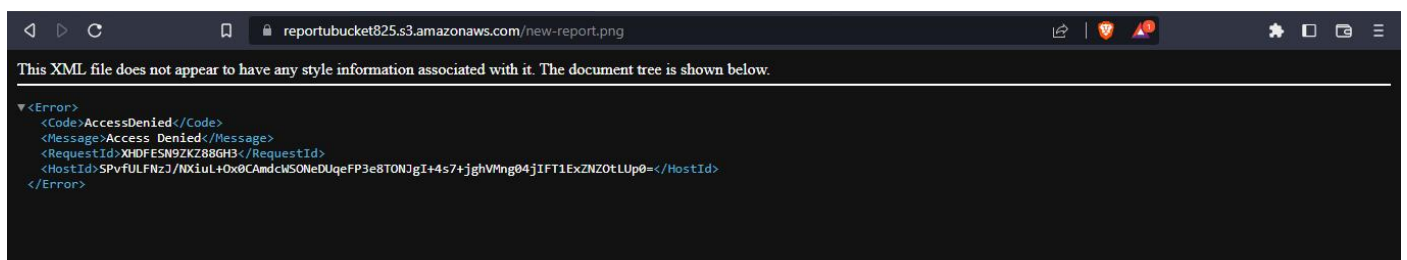 reportubucket825.s3.amazonaws.com/new-report.png
This XML file does not appear to have any style information associated with it. The document tree is shown below.
▼<Error>
<Code>AccessDenied</Code>
<Message>Access Denied</Message>
<RequestId>XHDFESN9ZKZ88GH3</RequestId>
<HostId>SPvfULFNzJ/NXiuL+Ox0CAmdcWSONeDUqeFP3e8TONJgI+4s7+jghVMng04jIFT1ExZNZOtLUp0=</HostId>
</Error>